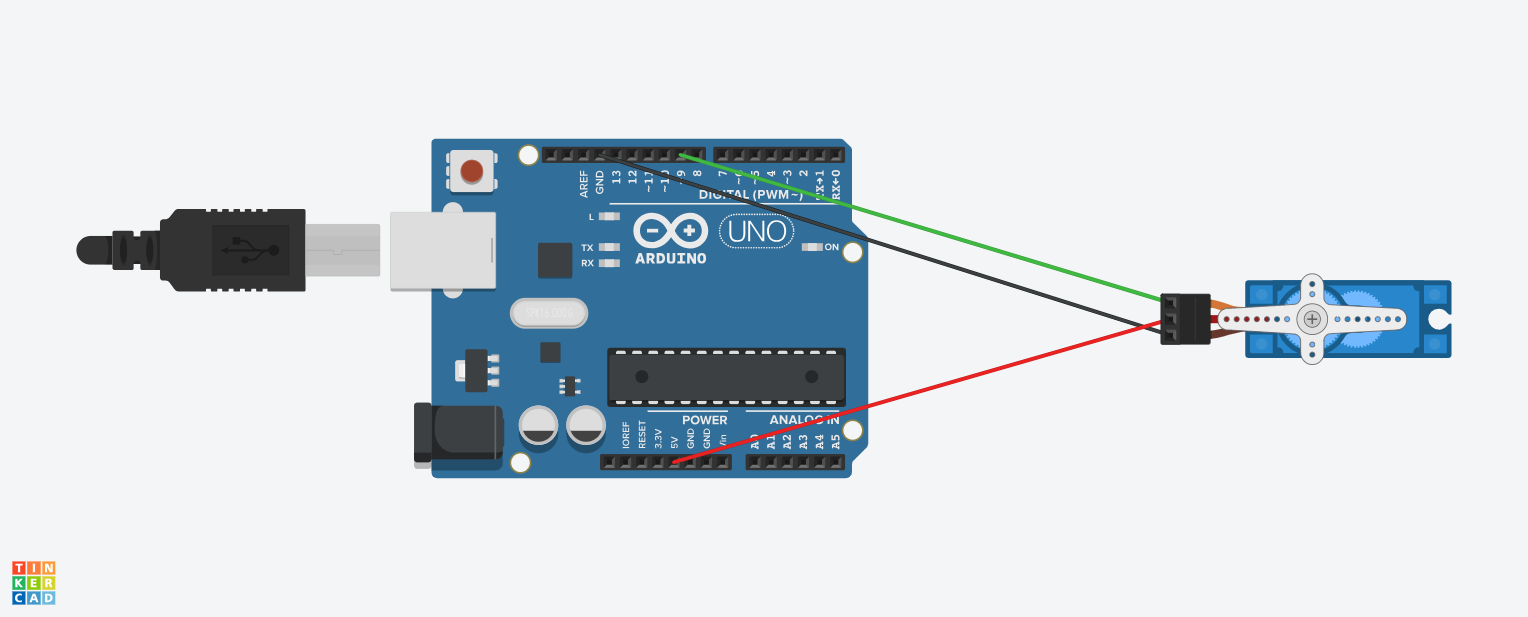 AREF
GND
13
12
~11
~10
~9
8
7
~6
~5
4
~3
2
TX→1
RX←0
DIGITAL (PWM~)
L
TX
RX
ARDUINO
UNO
ON
POWER
ANALOG IN
IOREF
RESET
3.3V
5V
GND
GND
Vin
A0
A1
A2
A3
A4
A5
TIN
KER
CAD